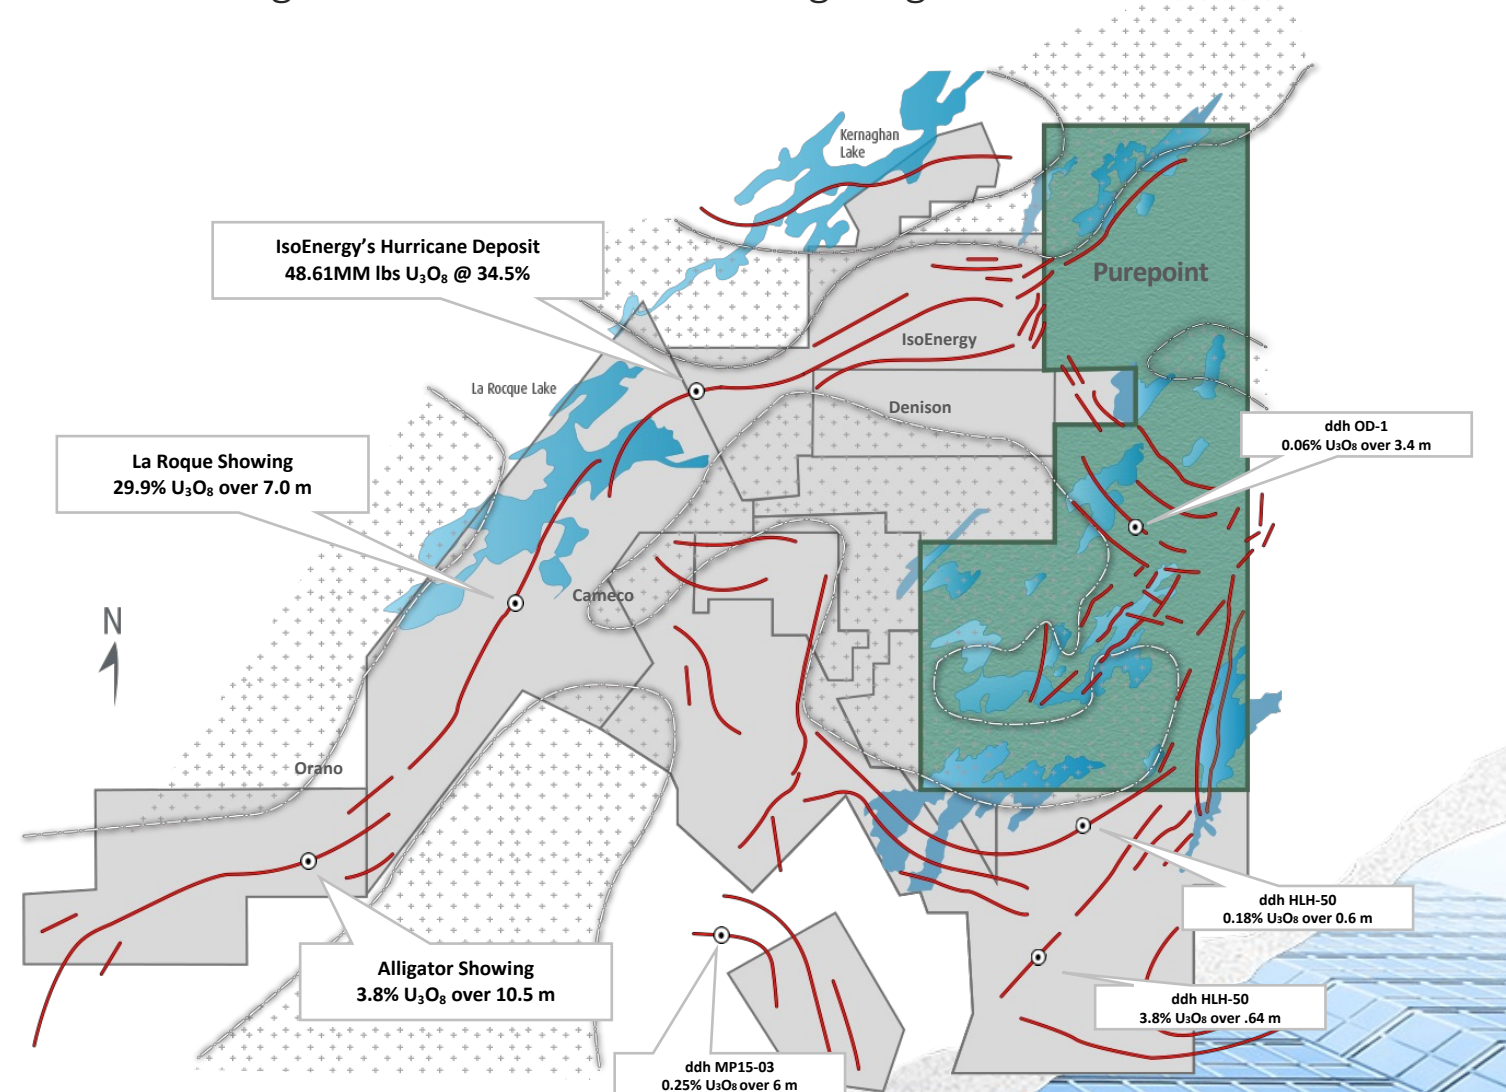 Kernaghan
Lake
IsoEnergy's Hurricane Deposit
48.61MM lbs U₃O₈ @ 34.5%
Purepoint
IsoEnergy
La Rocque Lake
Denison
ddh OD-1
0.06% U₃O₈ over 3.4 m
La Roque Showing
29.9% U₃O₈ over 7.0 m
Cameco
N
Orano
ddh HLH-50
0.18% U₃O₈ over 0.6 m
Alligator Showing
3.8% U₃O₈ over 10.5 m
ddh HLH-50
3.8% U₃O₈ over .64 m
ddh MP15-03
0.25% U₃O₈ over 6 m